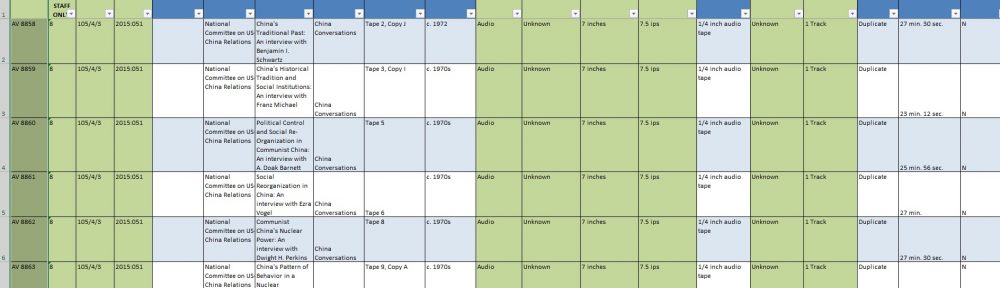 1
STAFF
ONLY
2
AV 8858
8
105/4/3
2015:051
National
Committee on US-
China Relations
China's
Traditional Past:
An interview with
Benjamin I.
Schwartz
China
Conversations
Tape 2, Copy J
c. 1972
Audio
Unknown
7 inches
7.5 ips
1/4 inch audio
tape
Unknown
1 Track
Duplicate
27 min. 30 sec.
N
3
AV 8859
8
105/4/3
2015:051
National
Committee on US-
China Relations
China's Historical
Tradition and
Social Institutions:
An interview with
Franz Michael
China
Conversations
Tape 3, Copy I
c. 1970s
Audio
Unknown
7 inches
7.5 ips
1/4 inch audio
tape
Unknown
1 Track
Duplicate
23 min. 12 sec.
N
4
AV 8860
8
105/4/3
2015:051
National
Committee on US-
China Relations
Political Control
and Social Re-
Organization in
Communist China:
An interview with
A. Doak Barnett
China
Conversations
Tape 5
c. 1970s
Audio
Unknown
7 inches
7.5 ips
1/4 inch audio
tape
Unknown
1 Track
Duplicate
25 min. 56 sec.
N
5
AV 8861
8
105/4/3
2015:051
National
Committee on US-
China Relations
Social
Reorganization in
China: An
interview with Ezra
Vogel
China
Conversations
Tape 6
c. 1970s
Audio
Unknown
7 inches
7.5 ips
1/4 inch audio
tape
Unknown
1 Track
Duplicate
27 min.
N
6
AV 8862
8
105/4/3
2015:051
National
Committee on US-
China Relations
Communist
China's Nuclear
Power: An
interview with
Dwight H. Perkins
China
Conversations
Tape 8
c. 1970s
Audio
Unknown
7 inches
7.5 ips
1/4 inch audio
tape
Unknown
1 Track
Duplicate
27 min. 30 sec.
N
AV 8863
8
105/4/3
2015:051
National
Committee on US-
China Relations
China's Pattern of
Behavior in a
Nuclear
Tape 9, Copy A
c. 1970s
Audio
Unknown
7 inches
7.5 ips
1/4 inch audio
tape
Unknown
1 Track
Duplicate